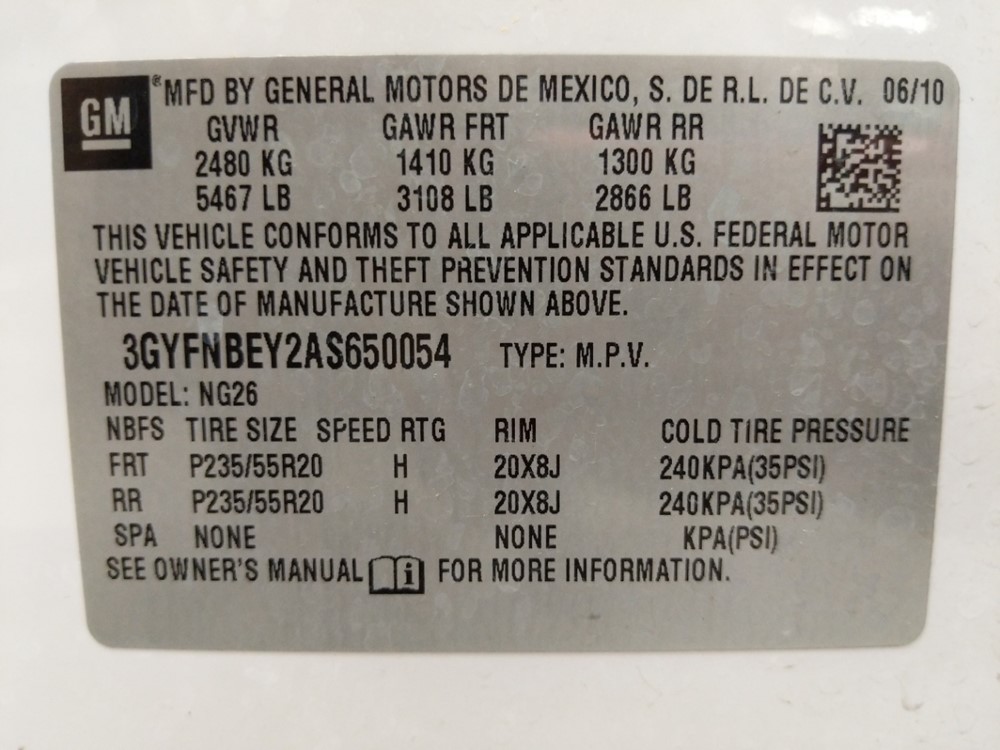 GM ® MFD BY GENERAL MOTORS DE MEXICO, S. DE R.L. DE C.V. 06/10
GVWR GAWR FRT GAWR RR
2480 KG 1410 KG 1300 KG
5467 LB 3108 LB 2866 LB
THIS VEHICLE CONFORMS TO ALL APPLICABLE U.S. FEDERAL MOTOR
VEHICLE SAFETY AND THEFT PREVENTION STANDARDS IN EFFECT ON
THE DATE OF MANUFACTURE SHOWN ABOVE.
3GYFNBEY2AS650054 TYPE: M.P.V.
MODEL: NG26
NBFS TIRE SIZE SPEED RTG RIM COLD TIRE PRESSURE
FRT P235/55R20 H 20X8J 240KPA(35PSI)
RR P235/55R20 H 20X8J 240KPA(35PSI)
SPA NONE NONE KPA(PSI)
SEE OWNER'S MANUAL i FOR MORE INFORMATION.